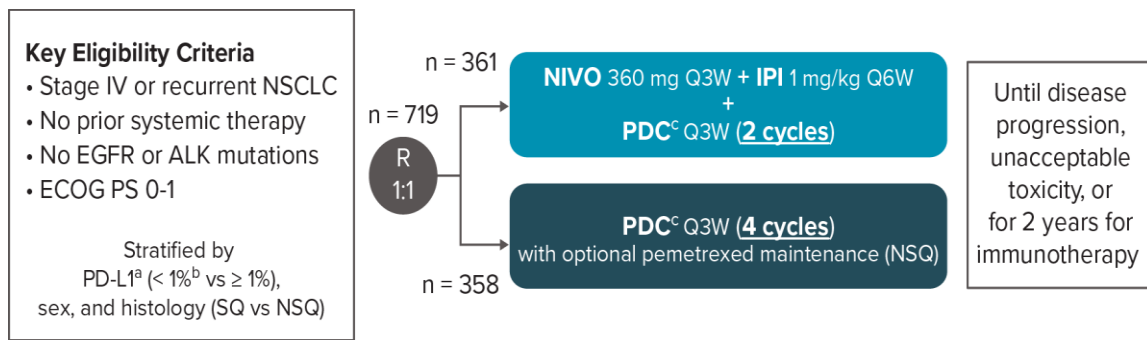 Key Eligibility Criteria
• Stage IV or recurrent NSCLC
• No prior systemic therapy
• No EGFR or ALK mutations
• ECOG PS 0-1
Stratified by
PD-L1ᵃ (< 1%ᵇ vs ≥ 1%),
sex, and histology (SQ vs NSQ)
n = 719
R
1:1
n = 361
NIVO 360 mg Q3W + IPI 1 mg/kg Q6W
+
PDCᶜ Q3W (2 cycles)
n = 358
PDCᶜ Q3W (4 cycles)
with optional pemetrexed maintenance (NSQ)
Until disease
progression,
unacceptable
toxicity, or
for 2 years for
immunotherapy